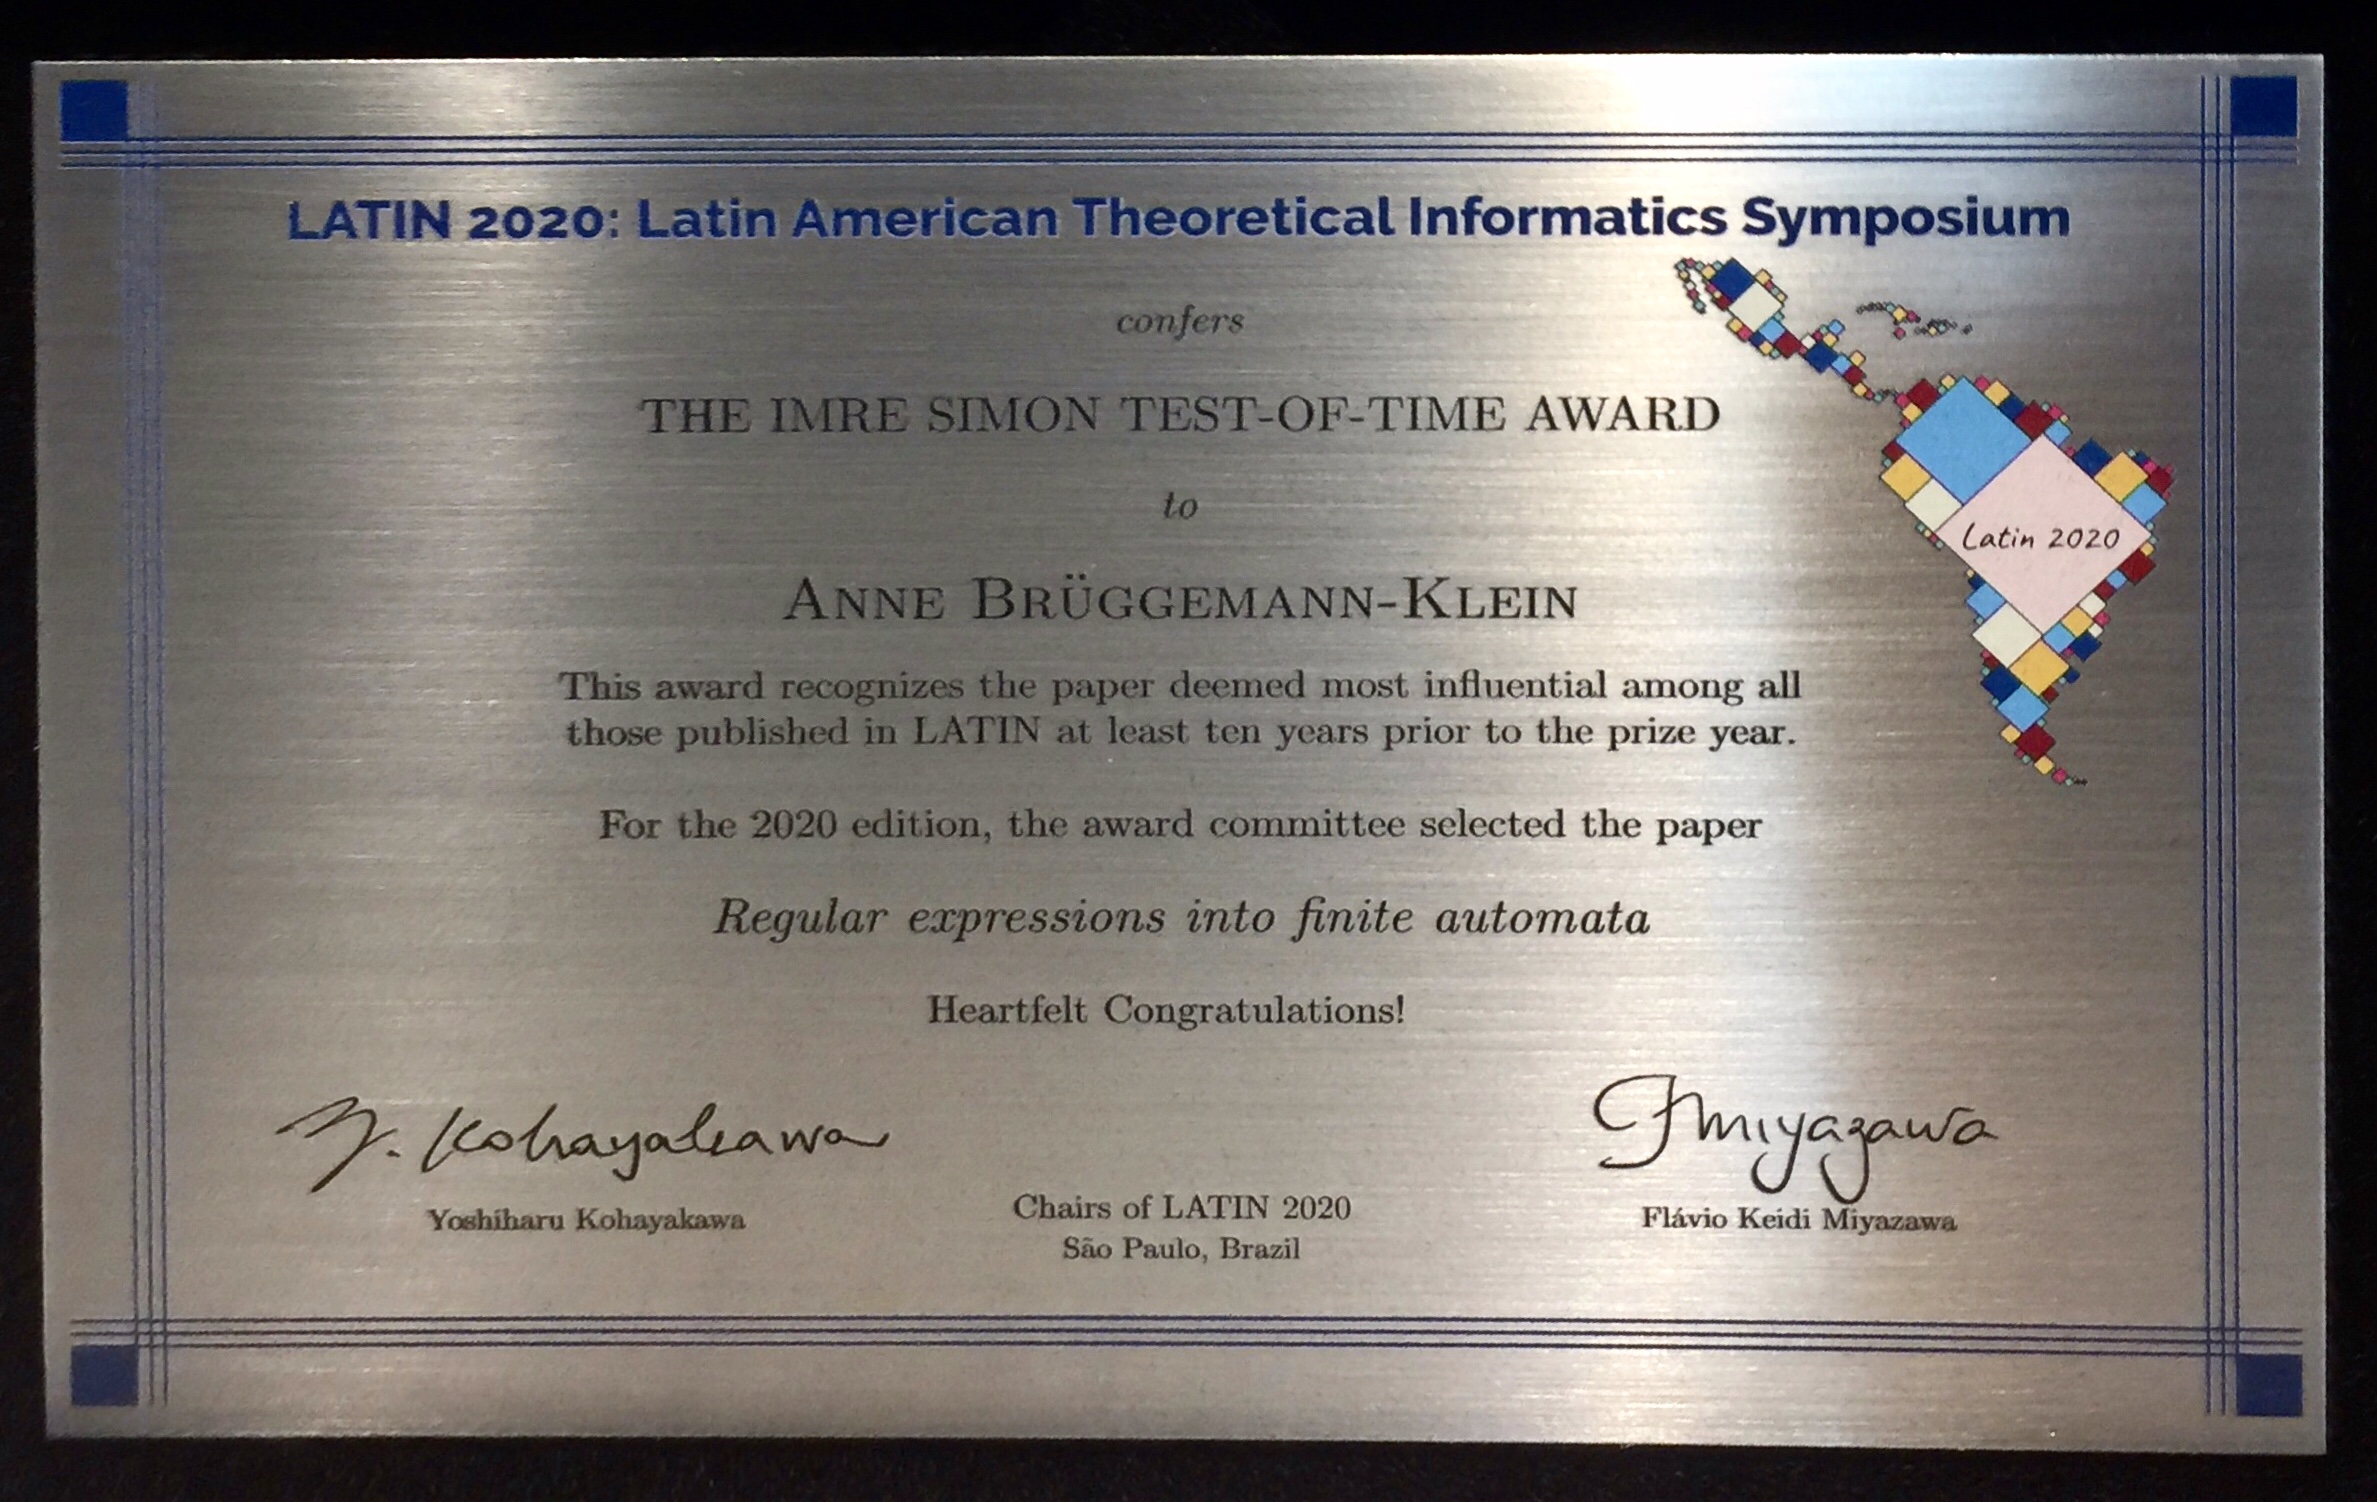 LATIN 2020: Latin American Theoretical Informatics Symposium
confers
THE IMRE SIMON TEST-OF-TIME AWARD
to
ANNE BRÜGGEMANN-KLEIN
Latin 2020
This award recognizes the paper deemed most influential among all
those published in LATIN at least ten years prior to the prize year.
For the 2020 edition, the award committee selected the paper
Regular expressions into finite automata
Heartfelt Congratulations!
Y. Kohayakawa
FMiyazawa
Yoshiharu Kohayakawa
Chairs of LATIN 2020
São Paulo, Brazil
Flávio Keidi Miyazawa